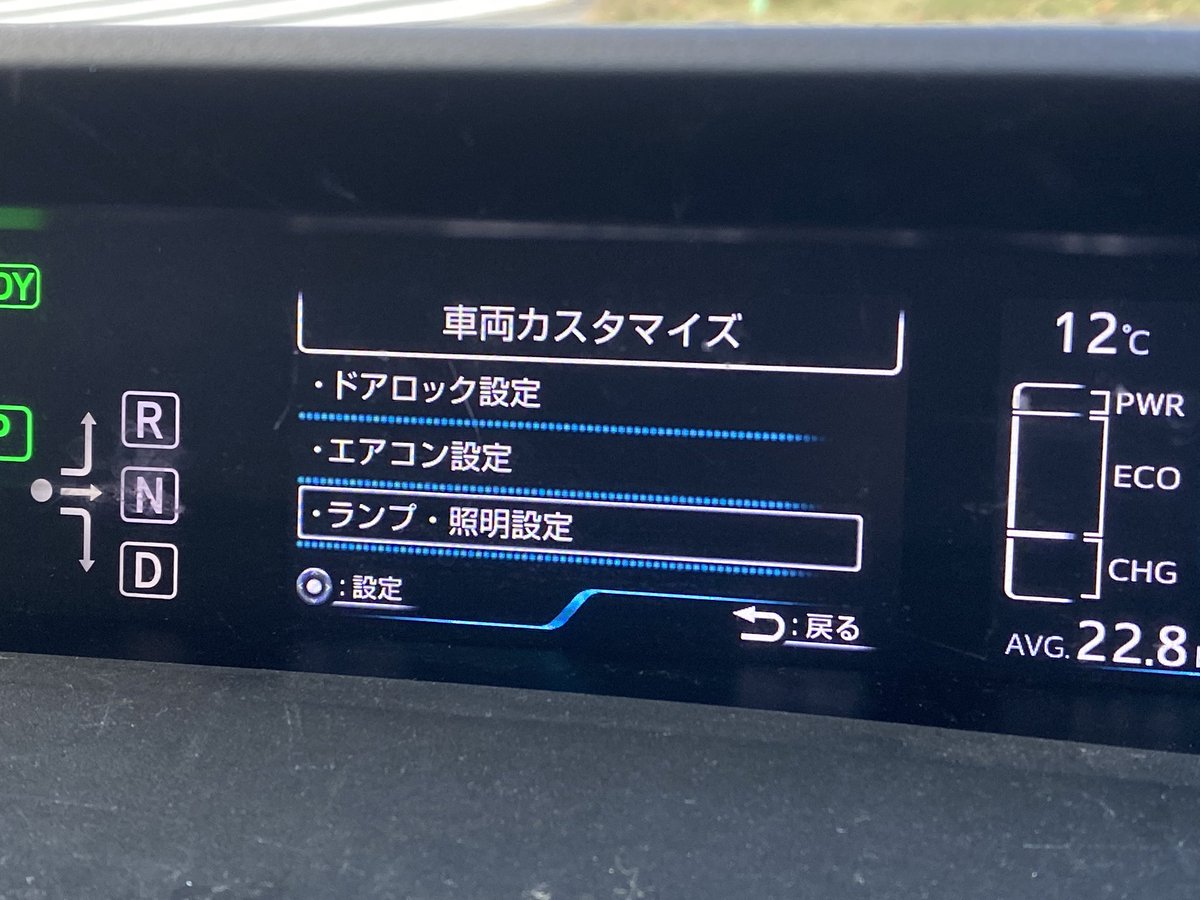 車両カスタマイズ
・ドアロック設定
・エアコン設定
・ランプ・照明設定
:設定
:戻る
DY
P
R
N
D
12℃
PWR
ECO
CHG
AVG. 22.8